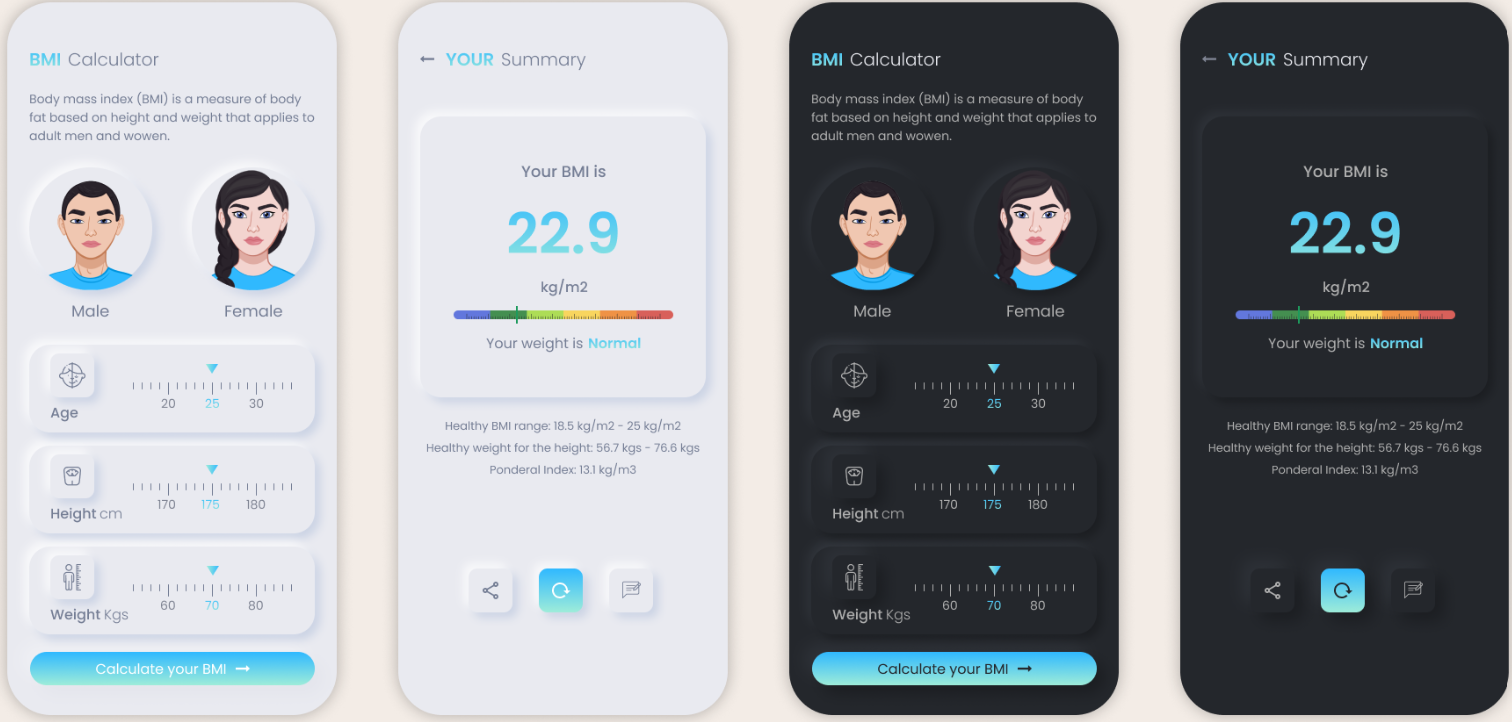 BMI Calculator
Body mass index (BMI) is a measure of body
fat based on height and weight that applies to
adult men and wowen.
Male Female
Age
20 25 30
Height cm
170 175 180
Weight Kgs
60 70 80
Calculate your BMI →
← YOUR Summary
Your BMI is
22.9
kg/m2
Your weight is Normal
Healthy BMI range: 18.5 kg/m2 - 25 kg/m2
Healthy weight for the height: 56.7 kgs - 76.6 kgs
Ponderal Index: 13.1 kg/m3
BMI Calculator
Body mass index (BMI) is a measure of body
fat based on height and weight that applies to
adult men and wowen.
Male Female
Age
20 25 30
Height cm
170 175 180
Weight Kgs
60 70 80
Calculate your BMI →
← YOUR Summary
Your BMI is
22.9
kg/m2
Your weight is Normal
Healthy BMI range: 18.5 kg/m2 - 25 kg/m2
Healthy weight for the height: 56.7 kgs - 76.6 kgs
Ponderal Index: 13.1 kg/m3